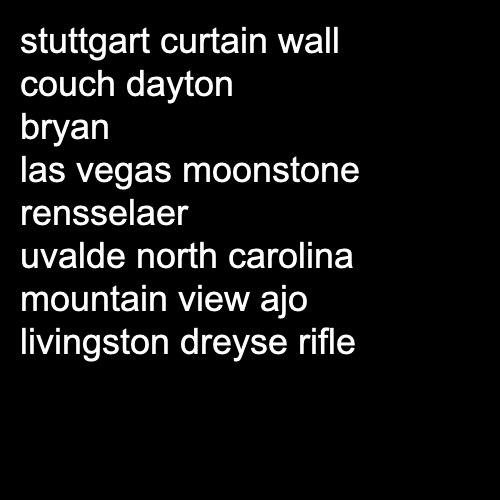 stuttgart curtain wall
couch dayton
bryan
las vegas moonstone
rensselaer
uvalde north carolina
mountain view ajo
livingston dreyse rifle